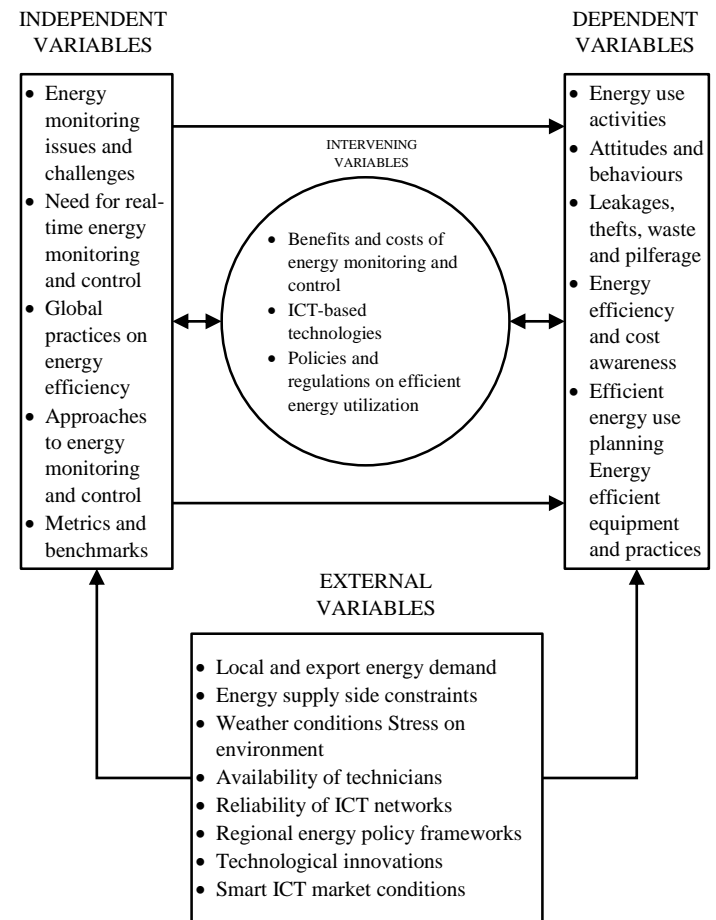 INDEPENDENT
VARIABLES
• Energy
monitoring
issues and
challenges
• Need for real-
time energy
monitoring
and control
• Global
practices on
energy
efficiency
• Approaches
to energy
monitoring
and control
• Metrics and
benchmarks
INTERVENING
VARIABLES
• Benefits and costs of
energy monitoring and
control
• ICT-based
technologies
• Policies and
regulations on efficient
energy utilization
DEPENDENT
VARIABLES
• Energy use
activities
• Attitudes and
behaviours
• Leakages,
thefts, waste
and pilferage
• Energy
efficiency
and cost
awareness
• Efficient
energy use
planning
Energy
efficient
equipment
and practices
EXTERNAL
VARIABLES
• Local and export energy demand
• Energy supply side constraints
• Weather conditions Stress on
environment
• Availability of technicians
• Reliability of ICT networks
• Regional energy policy frameworks
• Technological innovations
• Smart ICT market conditions